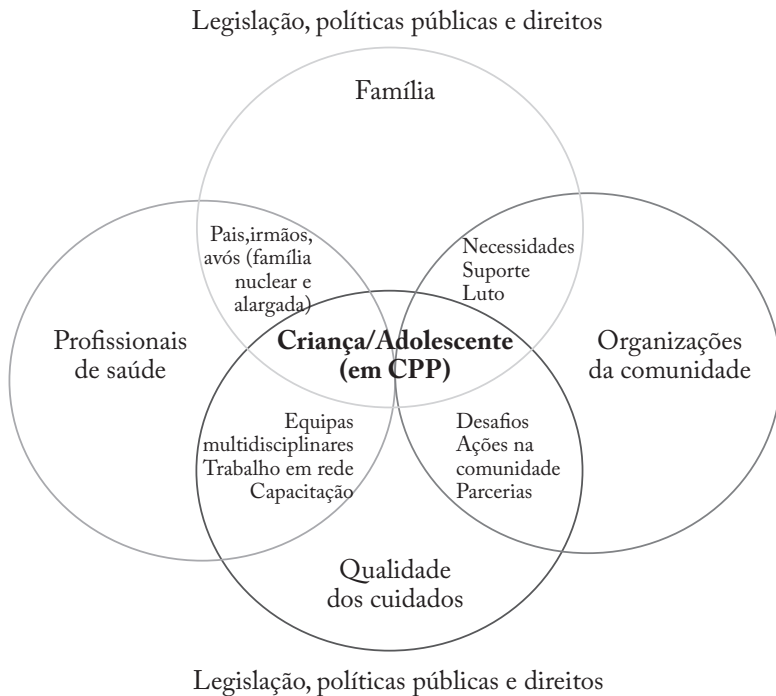 Legislação, políticas públicas e direitos
Família
Pais,irmãos,
avós (família
nuclear e
alargada)
Necessidades
Suporte
Luto
Profissionais
de saúde
Criança/Adolescente
(em CPP)
Organizações
da comunidade
Equipas
multidisciplinares
Trabalho em rede
Capacitação
Desafios
Ações na
comunidade
Parcerias
Qualidade
dos cuidados
Legislação, políticas públicas e direitos